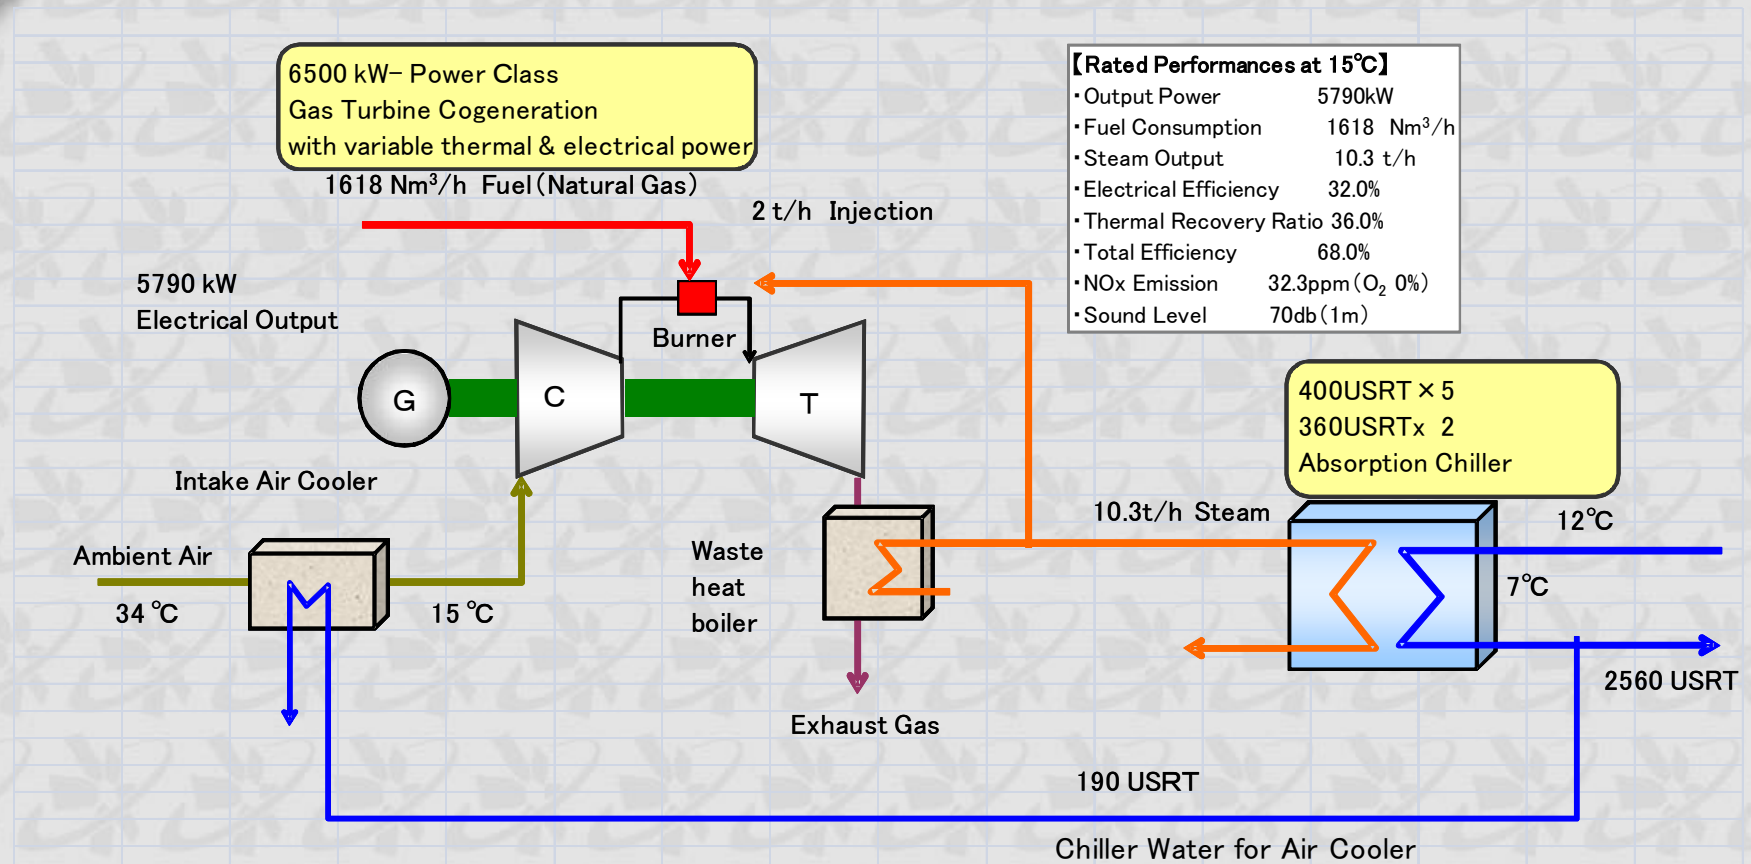 6500 kW- Power Class
Gas Turbine Cogeneration
with variable thermal & electrical power
1618 Nm³/h Fuel(Natural Gas)
2 t/h Injection
【Rated Performances at 15℃】
・Output Power 5790kW
・Fuel Consumption 1618 Nm³/h
・Steam Output 10.3 t/h
・Electrical Efficiency 32.0%
・Thermal Recovery Ratio 36.0%
・Total Efficiency 68.0%
・NOx Emission 32.3ppm(O₂ 0%)
・Sound Level 70db(1m)
5790 kW
Electrical Output
Burner
G
C
T
400USRT×5
360USRTx 2
Absorption Chiller
Intake Air Cooler
10.3t/h Steam
12℃
Ambient Air
34 ℃
15 ℃
Waste
heat
boiler
7℃
2560 USRT
Exhaust Gas
190 USRT
Chiller Water for Air Cooler